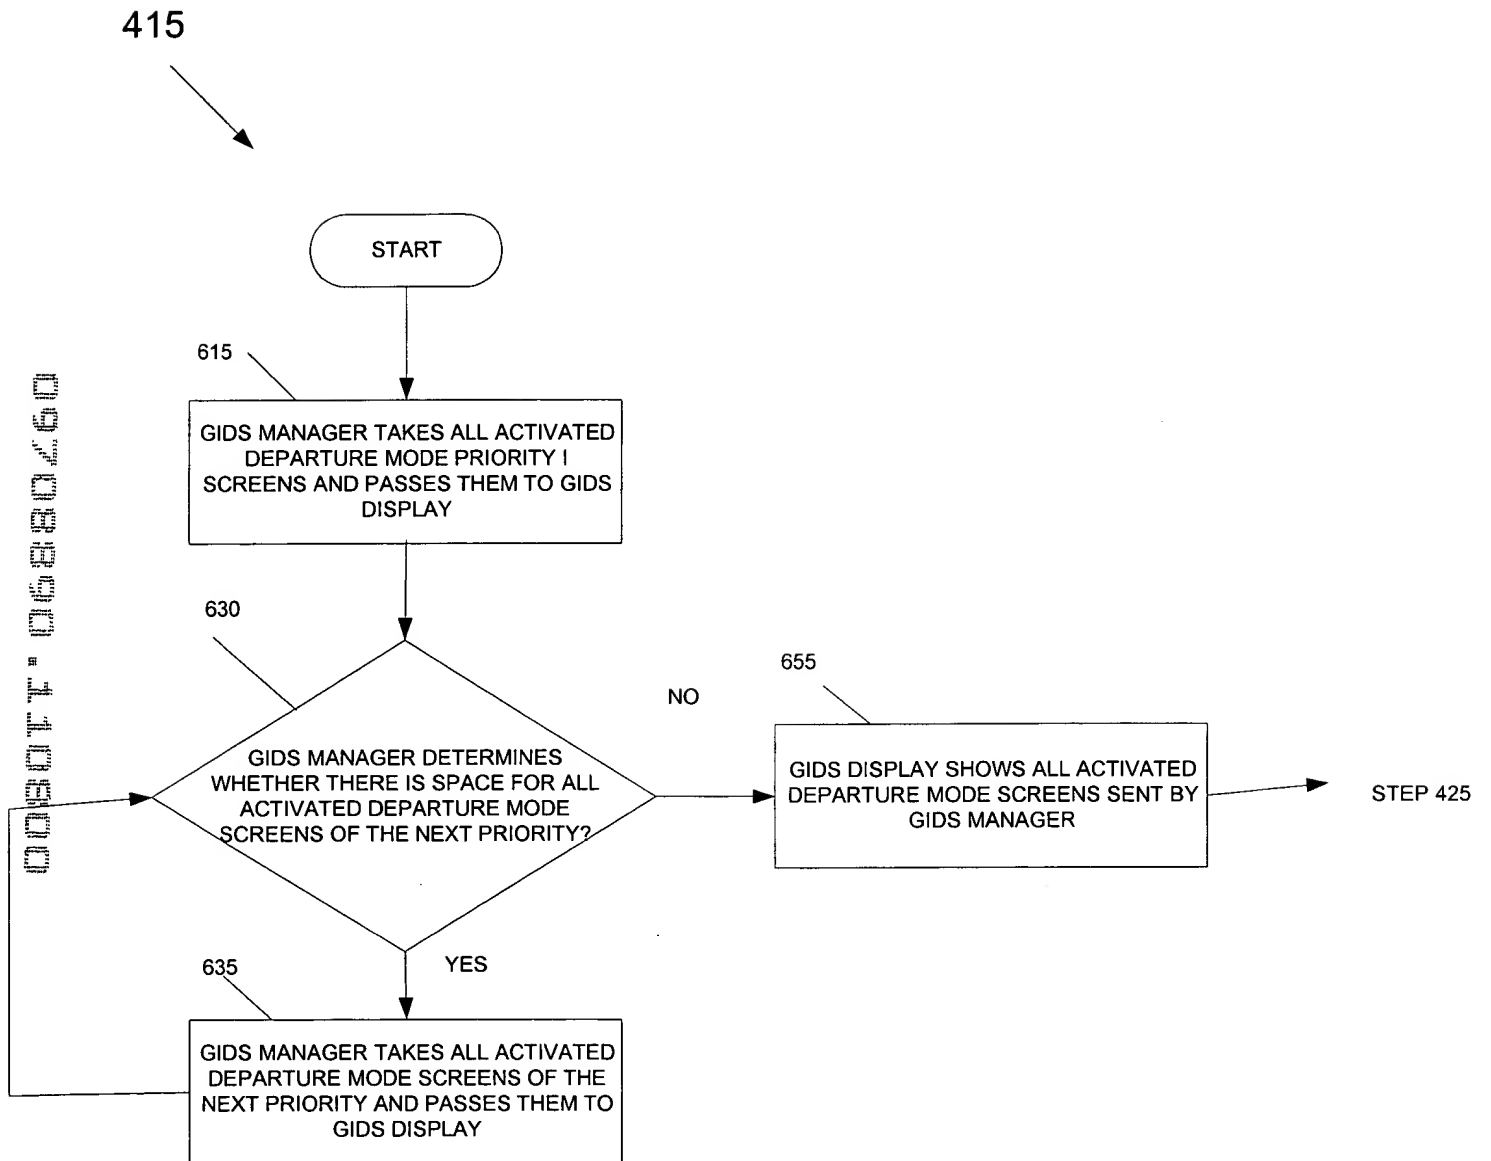 415
START
615
GIDS MANAGER TAKES ALL ACTIVATED
DEPARTURE MODE PRIORITY I
SCREENS AND PASSES THEM TO GIDS
DISPLAY
630
GIDS MANAGER DETERMINES
WHETHER THERE IS SPACE FOR ALL
ACTIVATED DEPARTURE MODE
SCREENS OF THE NEXT PRIORITY?
NO
655
GIDS DISPLAY SHOWS ALL ACTIVATED
DEPARTURE MODE SCREENS SENT BY
GIDS MANAGER
STEP 425
YES
635
GIDS MANAGER TAKES ALL ACTIVATED
DEPARTURE MODE SCREENS OF THE
NEXT PRIORITY AND PASSES THEM TO
GIDS DISPLAY
09708890.110800